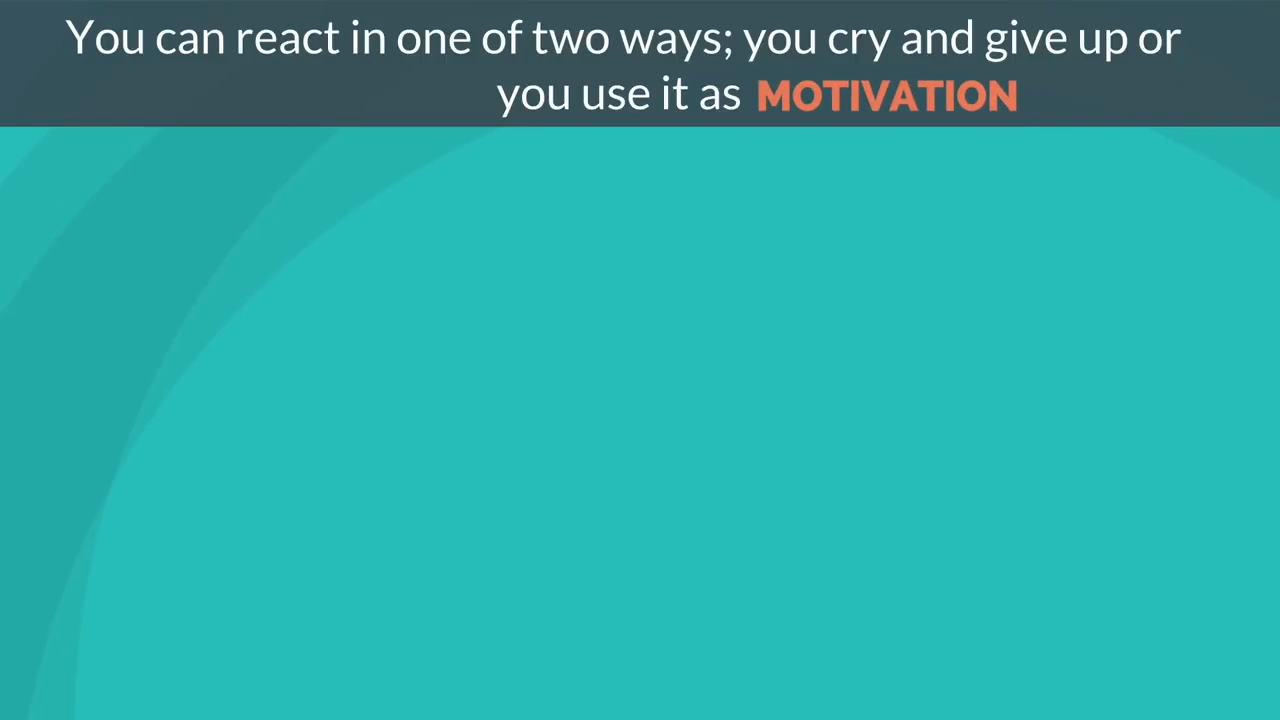 You can react in one of two ways; you cry and give up or
you use it as MOTIVATION